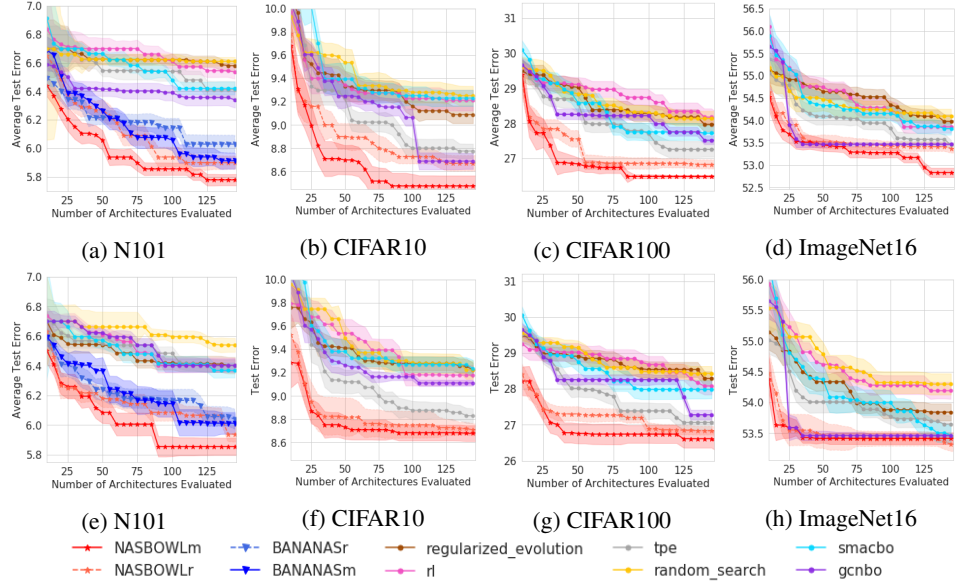 7.0
6.8
6.6
6.4
6.2
6.0
5.8
Average Test Error
25 50 75 100 125
Number of Architectures Evaluated
(a) N101
10.0
9.8
9.6
9.4
9.2
9.0
8.8
8.6
Average Test Error
25 50 75 100 125
Number of Architectures Evaluated
(b) CIFAR10
31
30
29
28
27
Average Test Error
25 50 75 100 125
Number of Architectures Evaluated
(c) CIFAR100
56.5
56.0
55.5
55.0
54.5
54.0
53.5
53.0
52.5
Average Test Error
25 50 75 100 125
Number of Architectures Evaluated
(d) ImageNet16
7.0
6.8
6.6
6.4
6.2
6.0
5.8
Average Test Error
25 50 75 100 125
Number of Architectures Evaluated
(e) N101
10.0
9.8
9.6
9.4
9.2
9.0
8.8
8.6
Test Error
25 50 75 100 125
Number of Architectures Evaluated
(f) CIFAR10
31
30
29
28
27
26
Test Error
25 50 75 100 125
Number of Architectures Evaluated
(g) CIFAR100
56.0
55.5
55.0
54.5
54.0
53.5
Test Error
25 50 75 100 125
Number of Architectures Evaluated
(h) ImageNet16
NASBOWLm BANANASr regularized_evolution tpe smacbo
NASBOWLr BANANASm rl random_search gcnbo